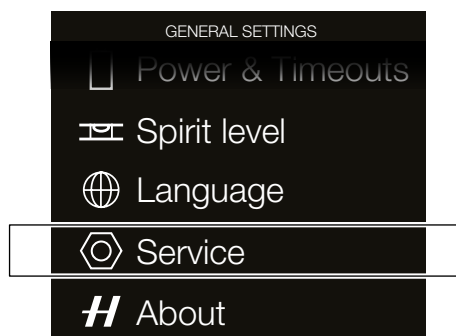 GENERAL SETTINGS
Power & Timeouts
Spirit level
Language
Service
About